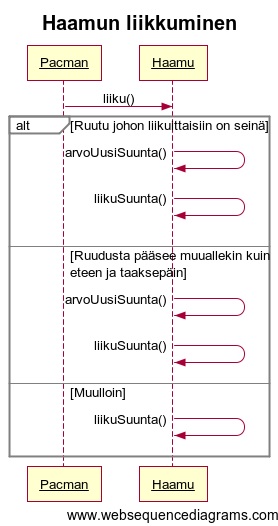 Haamun liikkuminen
Pacman
Haamu
liiku()
alt
[Ruutu johon liikuttaisiin on seinä]
arvoUusiSuunta()
liikuSuunta()
[Ruudusta pääsee muuallekin kuin
eteen ja taaksepäin]
arvoUusiSuunta()
liikuSuunta()
[Muulloin]
liikuSuunta()
Pacman
Haamu
www.websequencediagrams.com